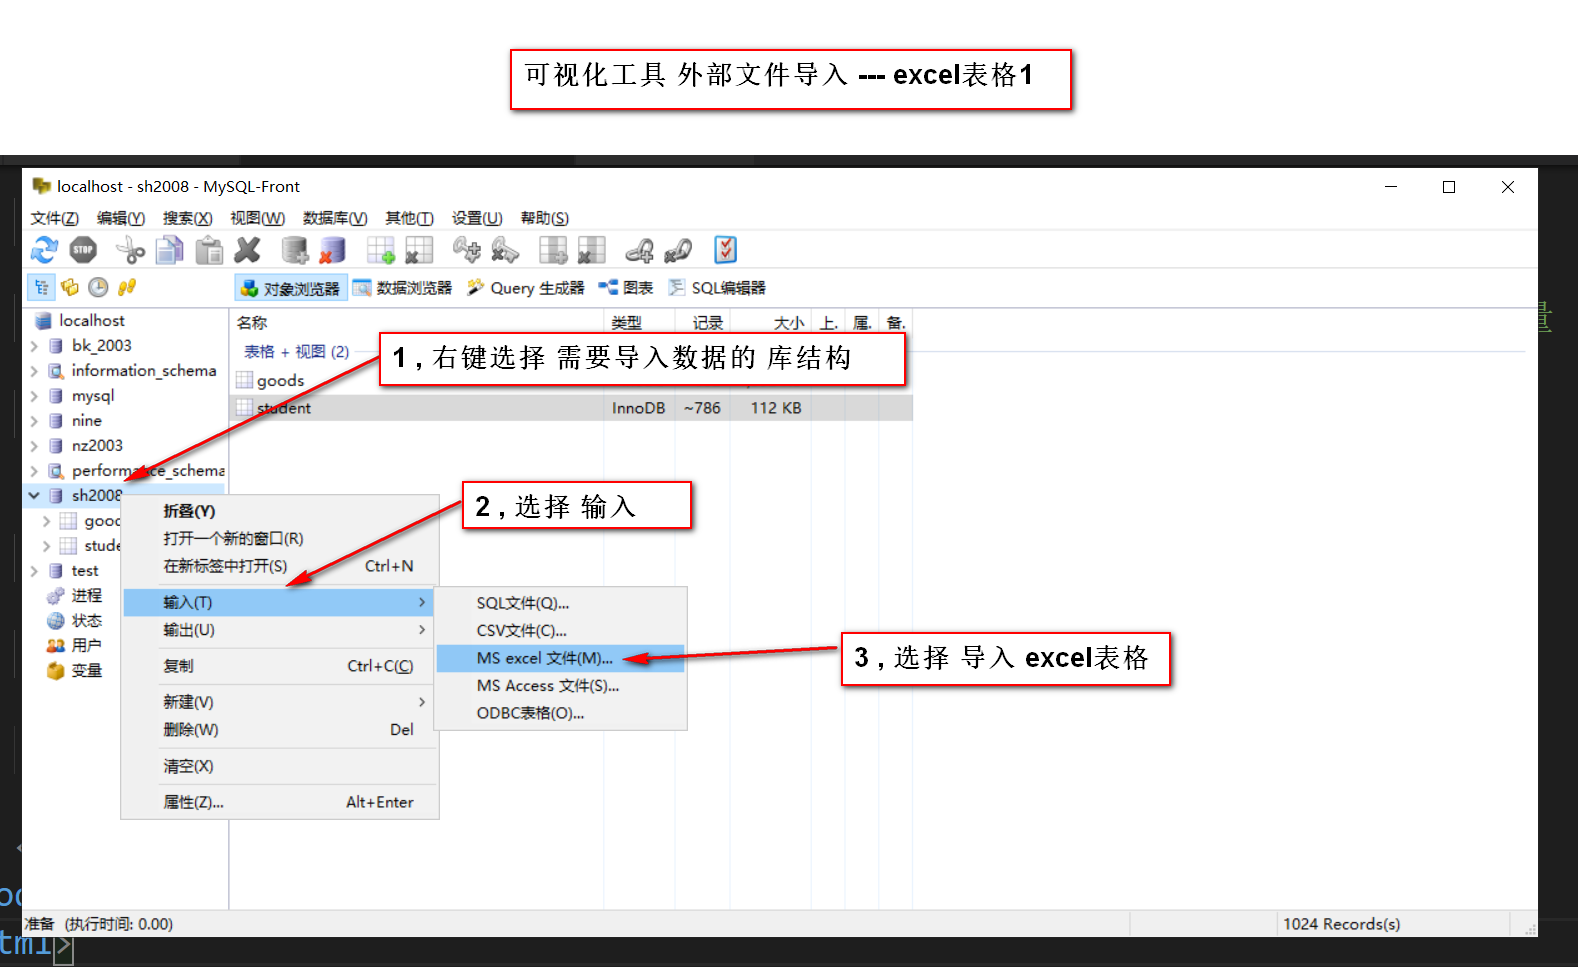 可视化工具 外部文件导入 --- excel表格1
localhost - sh2008 - MySQL-Front
文件(Z) 编辑(Y) 搜索(X) 视图(W) 数据库(V) 其他(T) 设置(U) 帮助(S)
STOP
对象浏览器 数据浏览器 Query 生成器 图表 SQL编辑器
localhost
bk_2003
information_schema
mysql
nine
nz2003
performance_schema
sh2008
test
进程
状态
用户
变量
名称 类型 记录 大小 上. 属. 备.
表格 + 视图 (2)
goods
student InnoDB ~786 112 KB
1 , 右键选择 需要导入数据的 库结构
2 , 选择 输入
3 , 选择 导入 excel表格
折叠(Y)
打开一个新的窗口(R)
在新标签中打开(S) Ctrl+N
输入(T)
输出(U)
复制 Ctrl+C(C)
新建(V)
删除(W) Del
清空(X)
属性(Z)... Alt+Enter
SQL文件(Q)...
CSV文件(C)...
MS excel 文件(M)...
MS Access 文件(S)...
ODBC表格(O)...
准备 (执行时间: 0.00) 1024 Records(s)
量